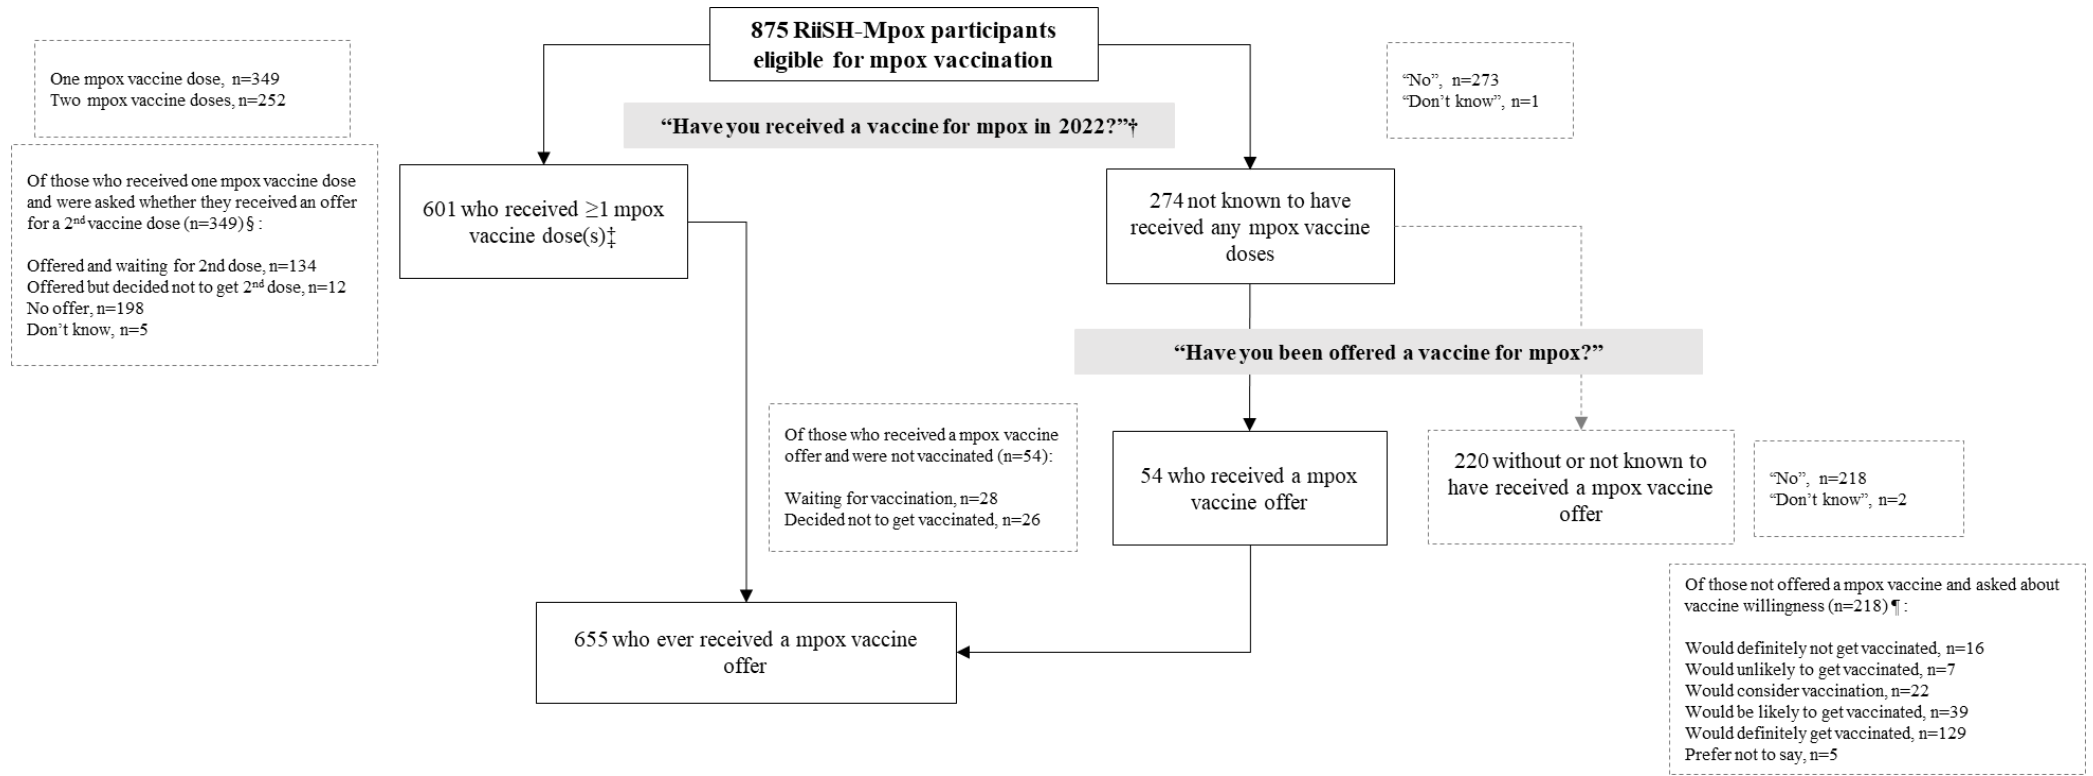 875 RiiSH-Mpox participants
eligible for mpox vaccination
One mpox vaccine dose, n=349
Two mpox vaccine doses, n=252
“No”, n=273
“Don’t know”, n=1
“Have you received a vaccine for mpox in 2022?”†
Of those who received one mpox vaccine dose
and were asked whether they received an offer
for a 2nd vaccine dose (n=349) § :
Offered and waiting for 2nd dose, n=134
Offered but decided not to get 2nd dose, n=12
No offer, n=198
Don’t know, n=5
601 who received ≥1 mpox
vaccine dose(s)‡
274 not known to have
received any mpox vaccine
doses
“Have you been offered a vaccine for mpox?”
Of those who received a mpox vaccine
offer and were not vaccinated (n=54):
Waiting for vaccination, n=28
Decided not to get vaccinated, n=26
54 who received a mpox
vaccine offer
220 without or not known to
have received a mpox vaccine
offer
“No”, n=218
“Don’t know”, n=2
655 who ever received a mpox vaccine
offer
Of those not offered a mpox vaccine and asked about
vaccine willingness (n=218) ¶ :
Would definitely not get vaccinated, n=16
Would unlikely to get vaccinated, n=7
Would consider vaccination, n=22
Would be likely to get vaccinated, n=39
Would definitely get vaccinated, n=129
Prefer not to say, n=5